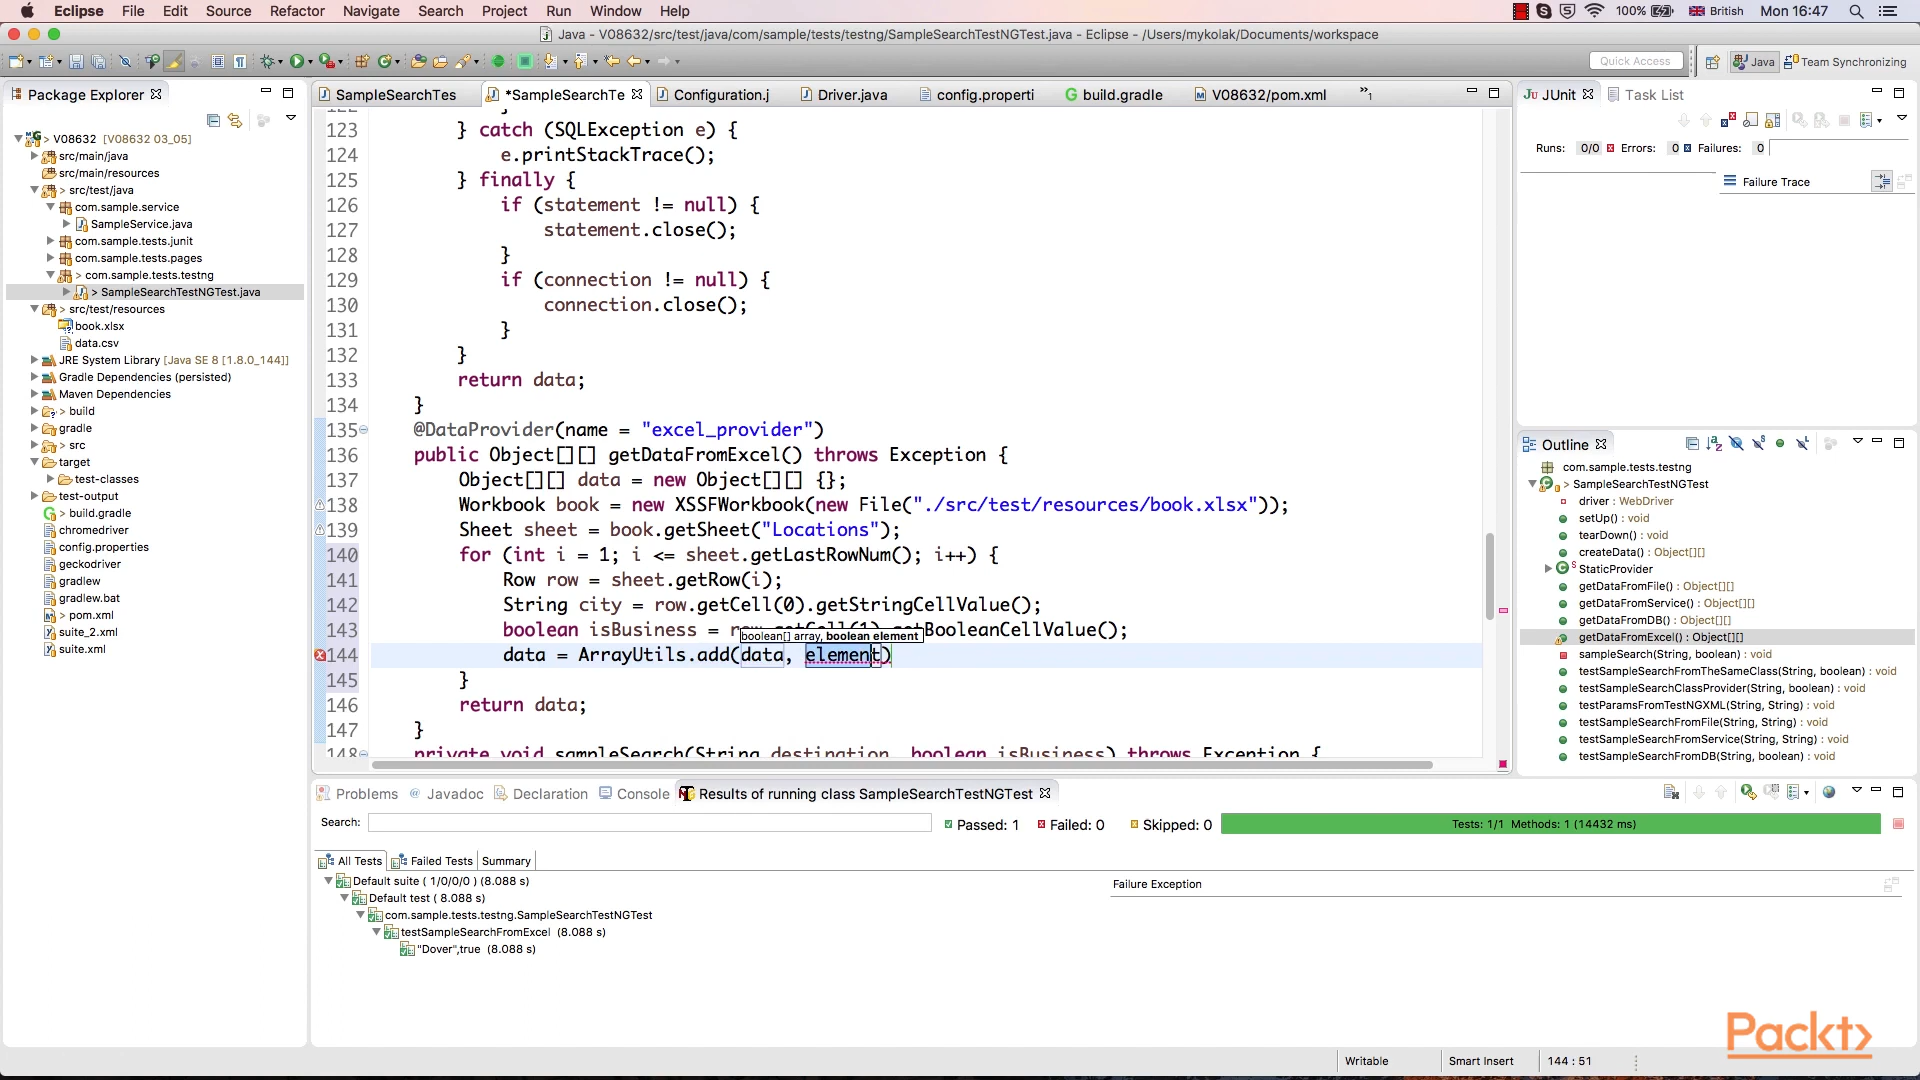 Eclipse File Edit Source Refactor Navigate Search Project Run Window Help 100% British Mon 16:47
Java - V08632/src/test/java/com/sample/tests/testng/SampleSearchTestNGTest.java - Eclipse - /Users/mykolak/Documents/workspace
Quick Access Java Team Synchronizing
Package Explorer
V08632 [V08632 03_05]
src/main/java
src/main/resources
> src/test/java
com.sample.service
SampleService.java
com.sample.tests.junit
com.sample.tests.pages
> com.sample.tests.testng
> SampleSearchTestNGTest.java
> src/test/resources
book.xlsx
data.csv
JRE System Library [Java SE 8 [1.8.0_144]]
Gradle Dependencies (persisted)
Maven Dependencies
> build
gradle
> src
target
test-classes
test-output
> build.gradle
chromedriver
config.properties
geckodriver
gradlew
gradlew.bat
> pom.xml
suite_2.xml
suite.xml
SampleSearchTes *SampleSearchTe Configuration.j Driver.java config.properti build.gradle V08632/pom.xml »1
123 } catch (SQLException e) {
124 e.printStackTrace();
125 } finally {
126 if (statement != null) {
127 statement.close();
128 }
129 if (connection != null) {
130 connection.close();
131 }
132 }
133 return data;
134 }
135 @DataProvider(name = "excel_provider")
136 public Object[][] getDataFromExcel() throws Exception {
137 Object[][] data = new Object[][] {};
138 Workbook book = new XSSFWorkbook(new File("./src/test/resources/book.xlsx"));
139 Sheet sheet = book.getSheet("Locations");
140 for (int i = 1; i <= sheet.getLastRowNum(); i++) {
141 Row row = sheet.getRow(i);
142 String city = row.getCell(0).getStringCellValue();
143 boolean isBusiness = row.getCell(1).getBooleanCellValue();
boolean[] array, boolean element
144 data = ArrayUtils.add(data, element)
145 }
146 return data;
147 }
148 private void sampleSearch(String destination, boolean isBusiness) throws Exception {
JUnit Task List
Runs: 0/0 Errors: 0 Failures: 0
Failure Trace
Outline
com.sample.tests.testng
> SampleSearchTestNGTest
driver : WebDriver
setUp() : void
tearDown() : void
createData() : Object[][]
StaticProvider
getDataFromFile() : Object[][]
getDataFromService() : Object[][]
getDataFromDB() : Object[][]
getDataFromExcel() : Object[][]
sampleSearch(String, boolean) : void
testSampleSearchFromTheSameClass(String, boolean) : void
testSampleSearchClassProvider(String, boolean) : void
testParamsFromTestNGXML(String, String) : void
testSampleSearchFromFile(String, String) : void
testSampleSearchFromService(String, String) : void
testSampleSearchFromDB(String, boolean) : void
Problems Javadoc Declaration Console Results of running class SampleSearchTestNGTest
Search: Passed: 1 Failed: 0 Skipped: 0 Tests: 1/1 Methods: 1 (14432 ms)
All Tests Failed Tests Summary
Default suite ( 1/0/0/0 ) (8.088 s)
Default test ( 8.088 s)
com.sample.tests.testng.SampleSearchTestNGTest
testSampleSearchFromExcel (8.088 s)
"Dover",true (8.088 s)
Failure Exception
Packt>
Writable Smart Insert 144 : 51